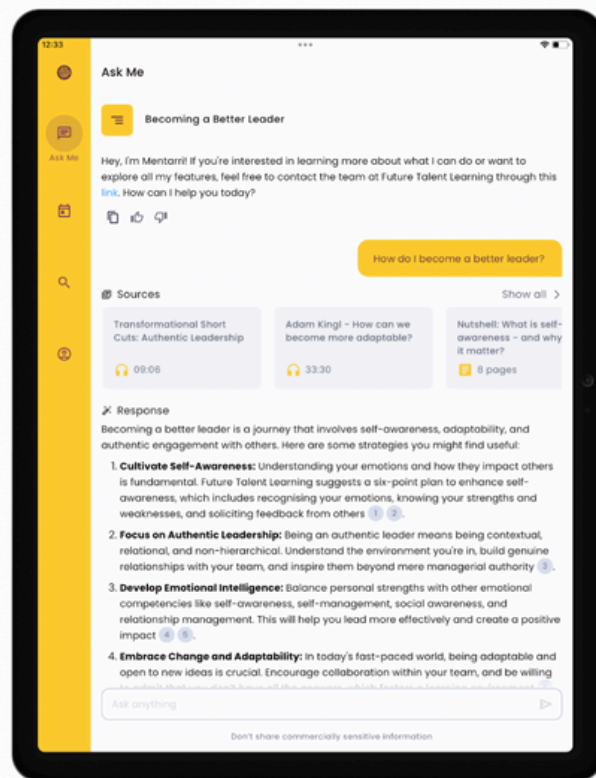 12:33
Ask Me
Becoming a Better Leader
Ask Me
Hey, I'm Mentarri! If you're interested in learning more about what I can do or want to
explore all my features, feel free to contact the team at Future Talent Learning through this
link. How can I help you today?
How do I become a better leader?
Sources
Show all
Transformational Short
Cuts: Authentic Leadership
09:06
Adam Kingl - How can we
become more adaptable?
33:30
Nutshell: What is self-
awareness - and why
it matter?
8 pages
Response
Becoming a better leader is a journey that involves self-awareness, adaptability, and
authentic engagement with others. Here are some strategies you might find useful:
1. Cultivate Self-Awareness: Understanding your emotions and how they impact others
is fundamental. Future Talent Learning suggests a six-point plan to enhance self-
awareness, which includes recognising your emotions, knowing your strengths and
weaknesses, and soliciting feedback from others 1 2.
2. Focus on Authentic Leadership: Being an authentic leader means being contextual,
relational, and non-hierarchical. Understand the environment you're in, build genuine
relationships with your team, and inspire them beyond mere managerial authority 3.
3. Develop Emotional Intelligence: Balance personal strengths with other emotional
competencies like self-awareness, self-management, social awareness, and
relationship management. This will help you lead more effectively and create a positive
impact 4 5.
4. Embrace Change and Adaptability: In today's fast-paced world, being adaptable and
open to new ideas is crucial. Encourage collaboration within your team, and be willing
to admit that you don't have all the answers which fosters a learning environment
Ask anything
Don't share commercially sensitive information